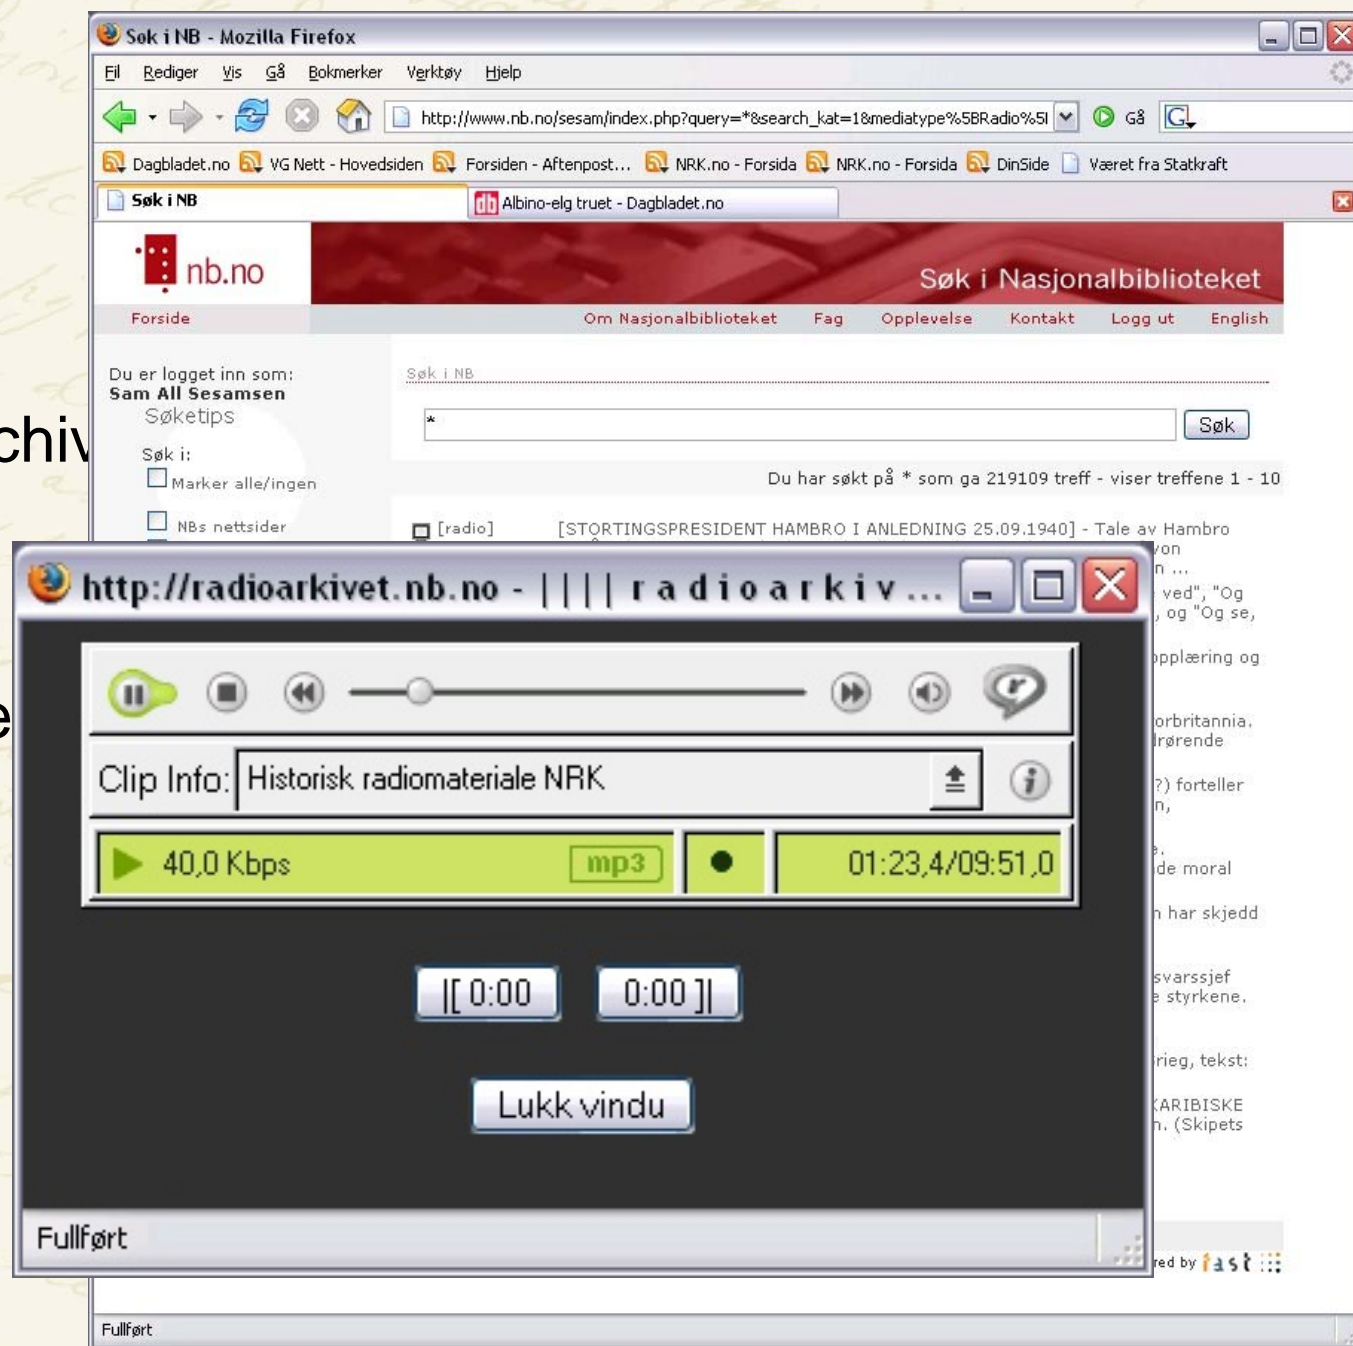 Søk i NB - Mozilla Firefox
Fil Rediger Vis Gå Bokmerker Verktøy Hjelp
http://www.nb.no/sesam/index.php?query=*&search_kat=1&mediatype%5BRadio%5I Gå G
Dagbladet.no VG Nett - Hovedsiden Forsiden - Aftenpost... NRK.no - Forsida NRK.no - Forsida DinSide Været fra Statkraft
Søk i NB db Albino-elg truet - Dagbladet.no
nb.no
Søk i Nasjonalbiblioteket
Forside Om Nasjonalbiblioteket Fag Opplevelse Kontakt Logg ut English
Du er logget inn som:
Sam All Sesamsen
Søketips
Søk i:
Marker alle/ingen
NBs nettsider
Søk i NB
* Søk
Du har søkt på * som ga 219109 treff - viser treffene 1 - 10
[radio] [STORTINGSPRESIDENT HAMBRO I ANLEDNING 25.09.1940] - Tale av Hambro
von
n ...
ved", "Og
, og "Og se,
opplæring og
orbritannia.
drørende
?) forteller
n,
de moral
n har skjedd
svarssjef
e styrkene.
rieg, tekst:
KARIBISKE
n. (Skipets
red by fast
chiv
e
http://radioarkivet.nb.no - | | | | r a d i o a r k i v ...
Clip Info: Historisk radiomateriale NRK
40,0 Kbps mp3 01:23,4/09:51,0
|[ 0:00 0:00 ]|
Lukk vindu
Fullført
Fullført